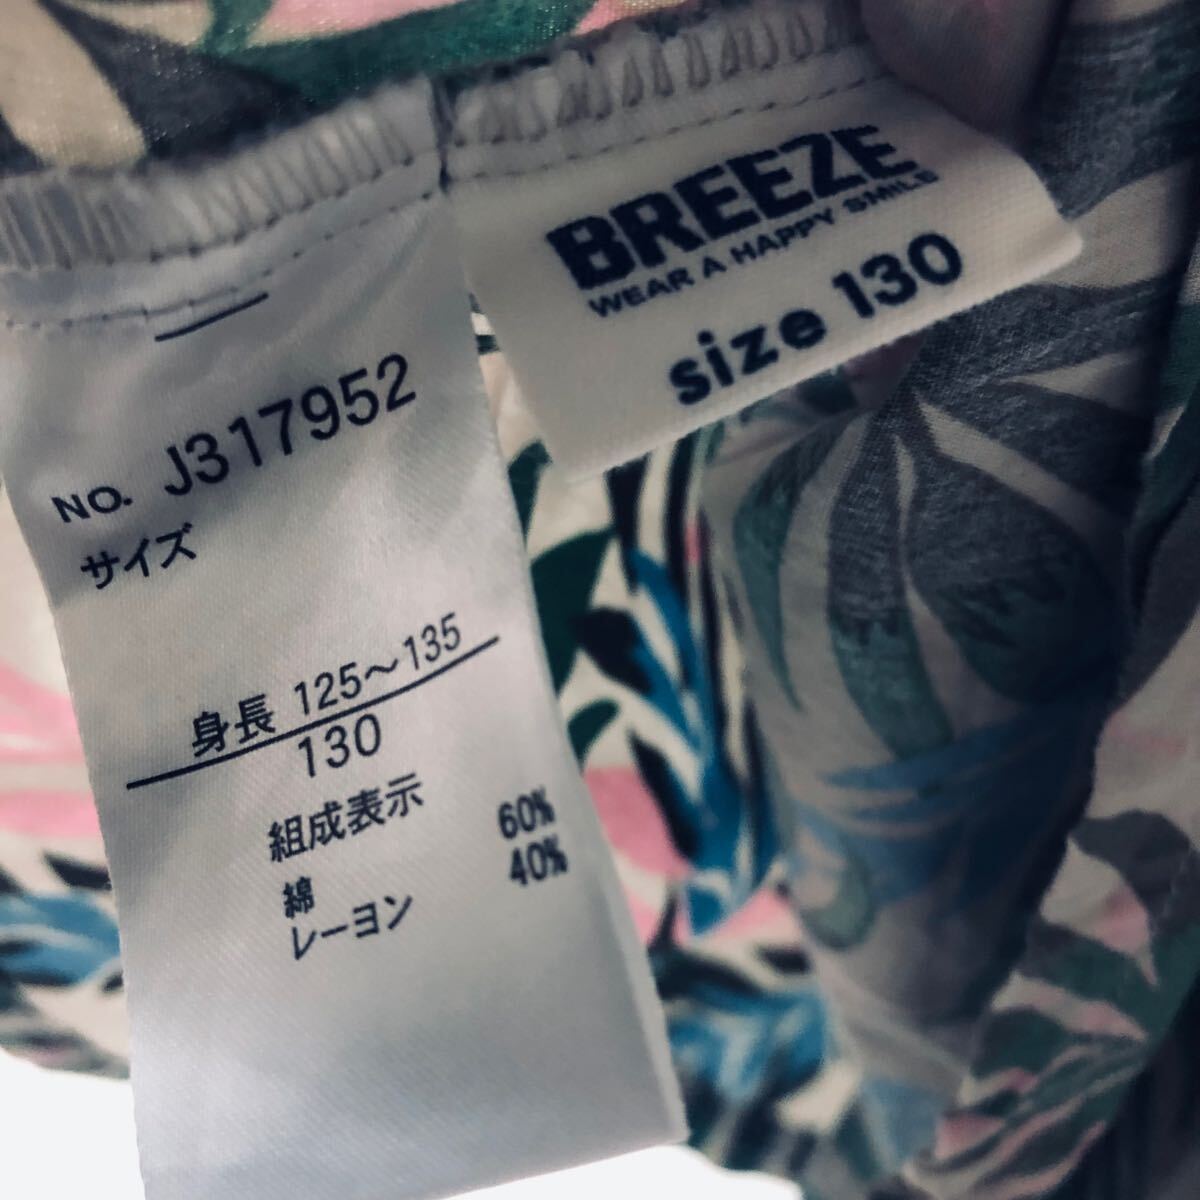 BREEZE
WEAR A HAPPY SMILE
size 130
NO. J317952
サイズ
身長 125～135
130
組成表示
綿 60%
レーヨン 40%